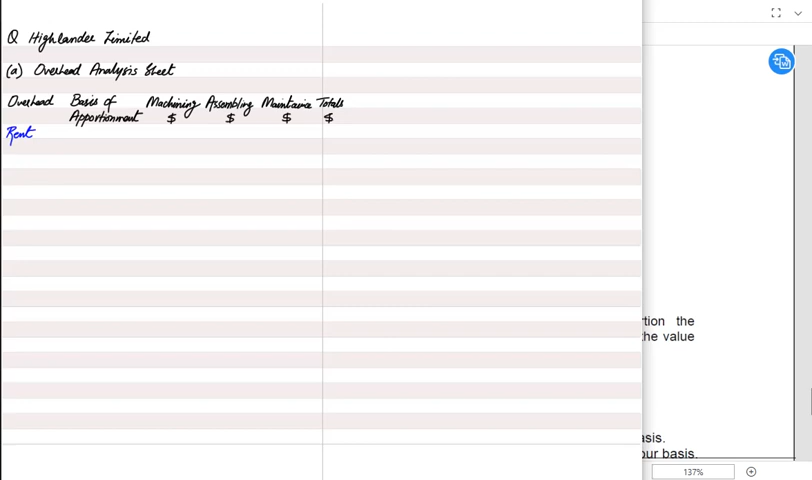 Q Highlander Limited
(a) Overhead Analysis Sheet
Overhead Basis of Machining Assembling Maintaince Totals
Apportionment $ $ $ $
Rent
rtion the
the value
asis.
our basis.
137%